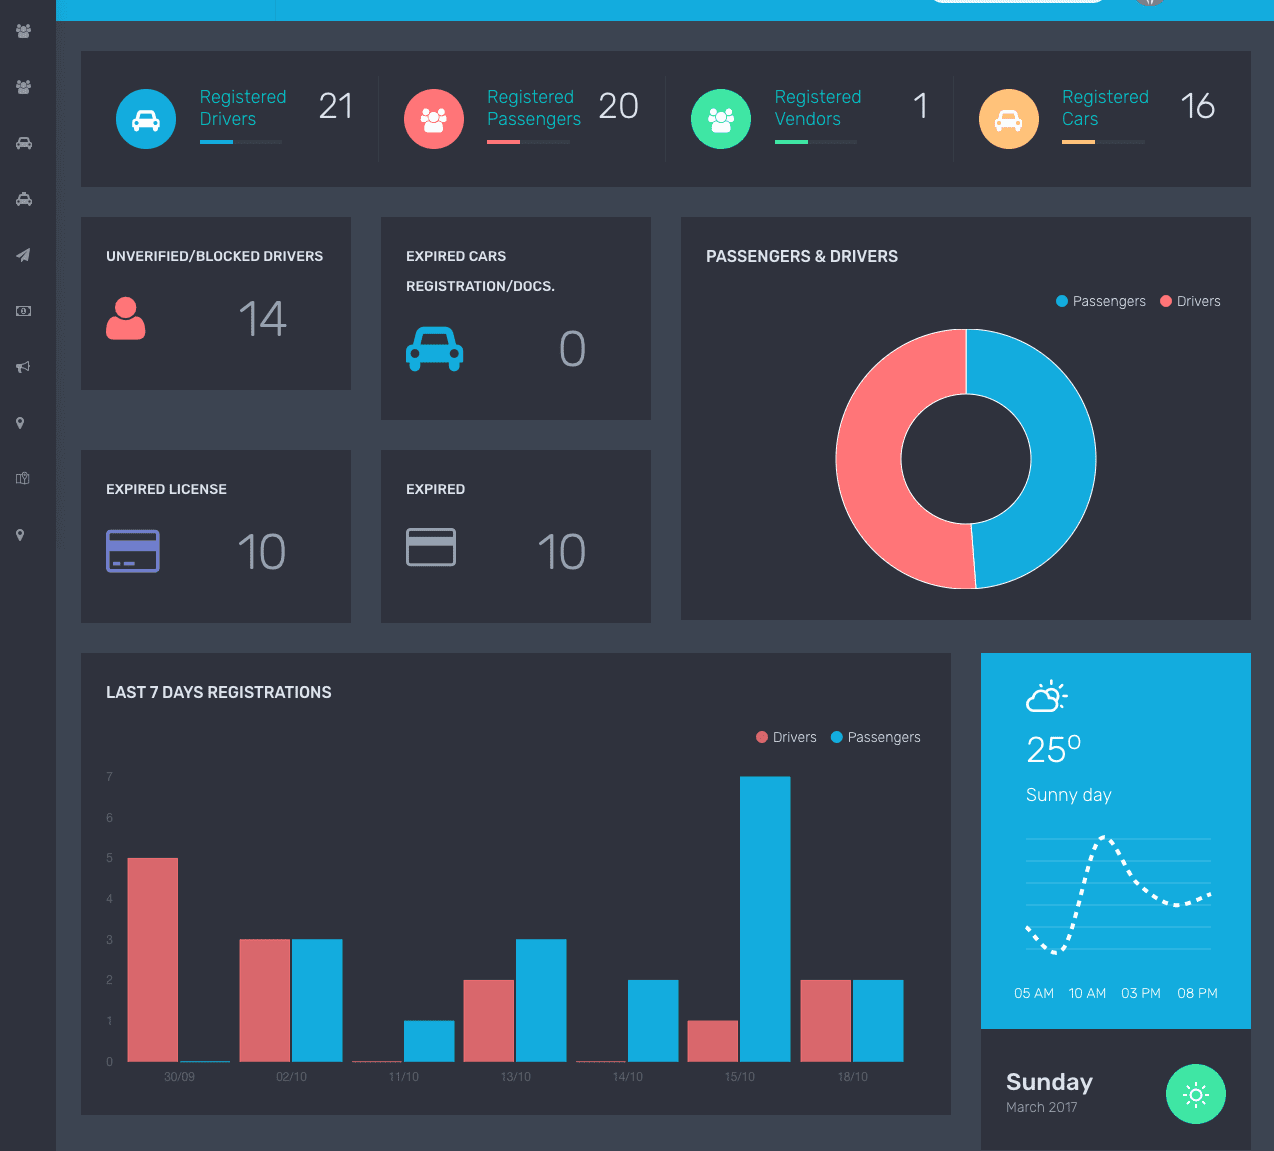 Registered
Drivers
21
Registered
Passengers
20
Registered
Vendors
1
Registered
Cars
16
UNVERIFIED/BLOCKED DRIVERS
14
EXPIRED CARS
REGISTRATION/DOCS.
0
PASSENGERS & DRIVERS
Passengers Drivers
EXPIRED LICENSE
10
EXPIRED
10
LAST 7 DAYS REGISTRATIONS
Drivers Passengers
7
6
5
4
3
2
1
0
30/09 02/10 11/10 13/10 14/10 15/10 18/10
25º
Sunny day
05 AM 10 AM 03 PM 08 PM
Sunday
March 2017